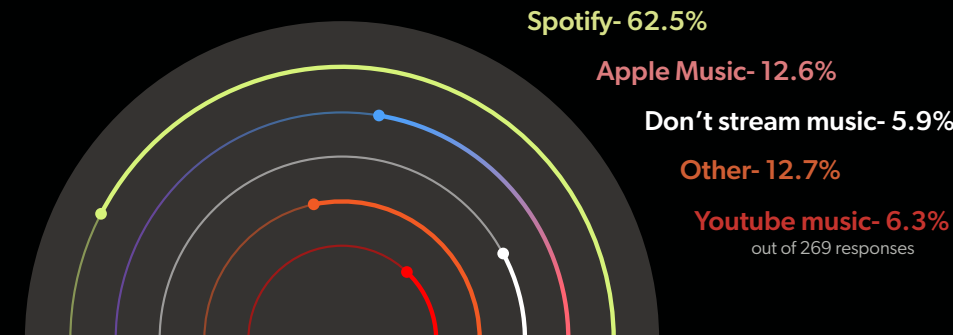 Spotify- 62.5%
Apple Music- 12.6%
Don't stream music- 5.9%
Other- 12.7%
Youtube music- 6.3%
out of 269 responses